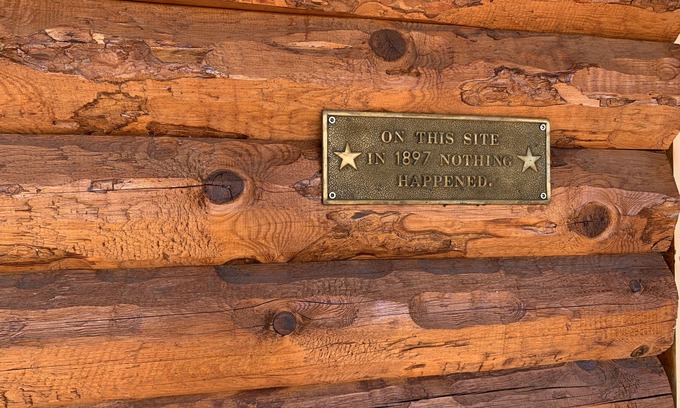 ON THIS SITE
IN 1897 NOTHING
HAPPENED.